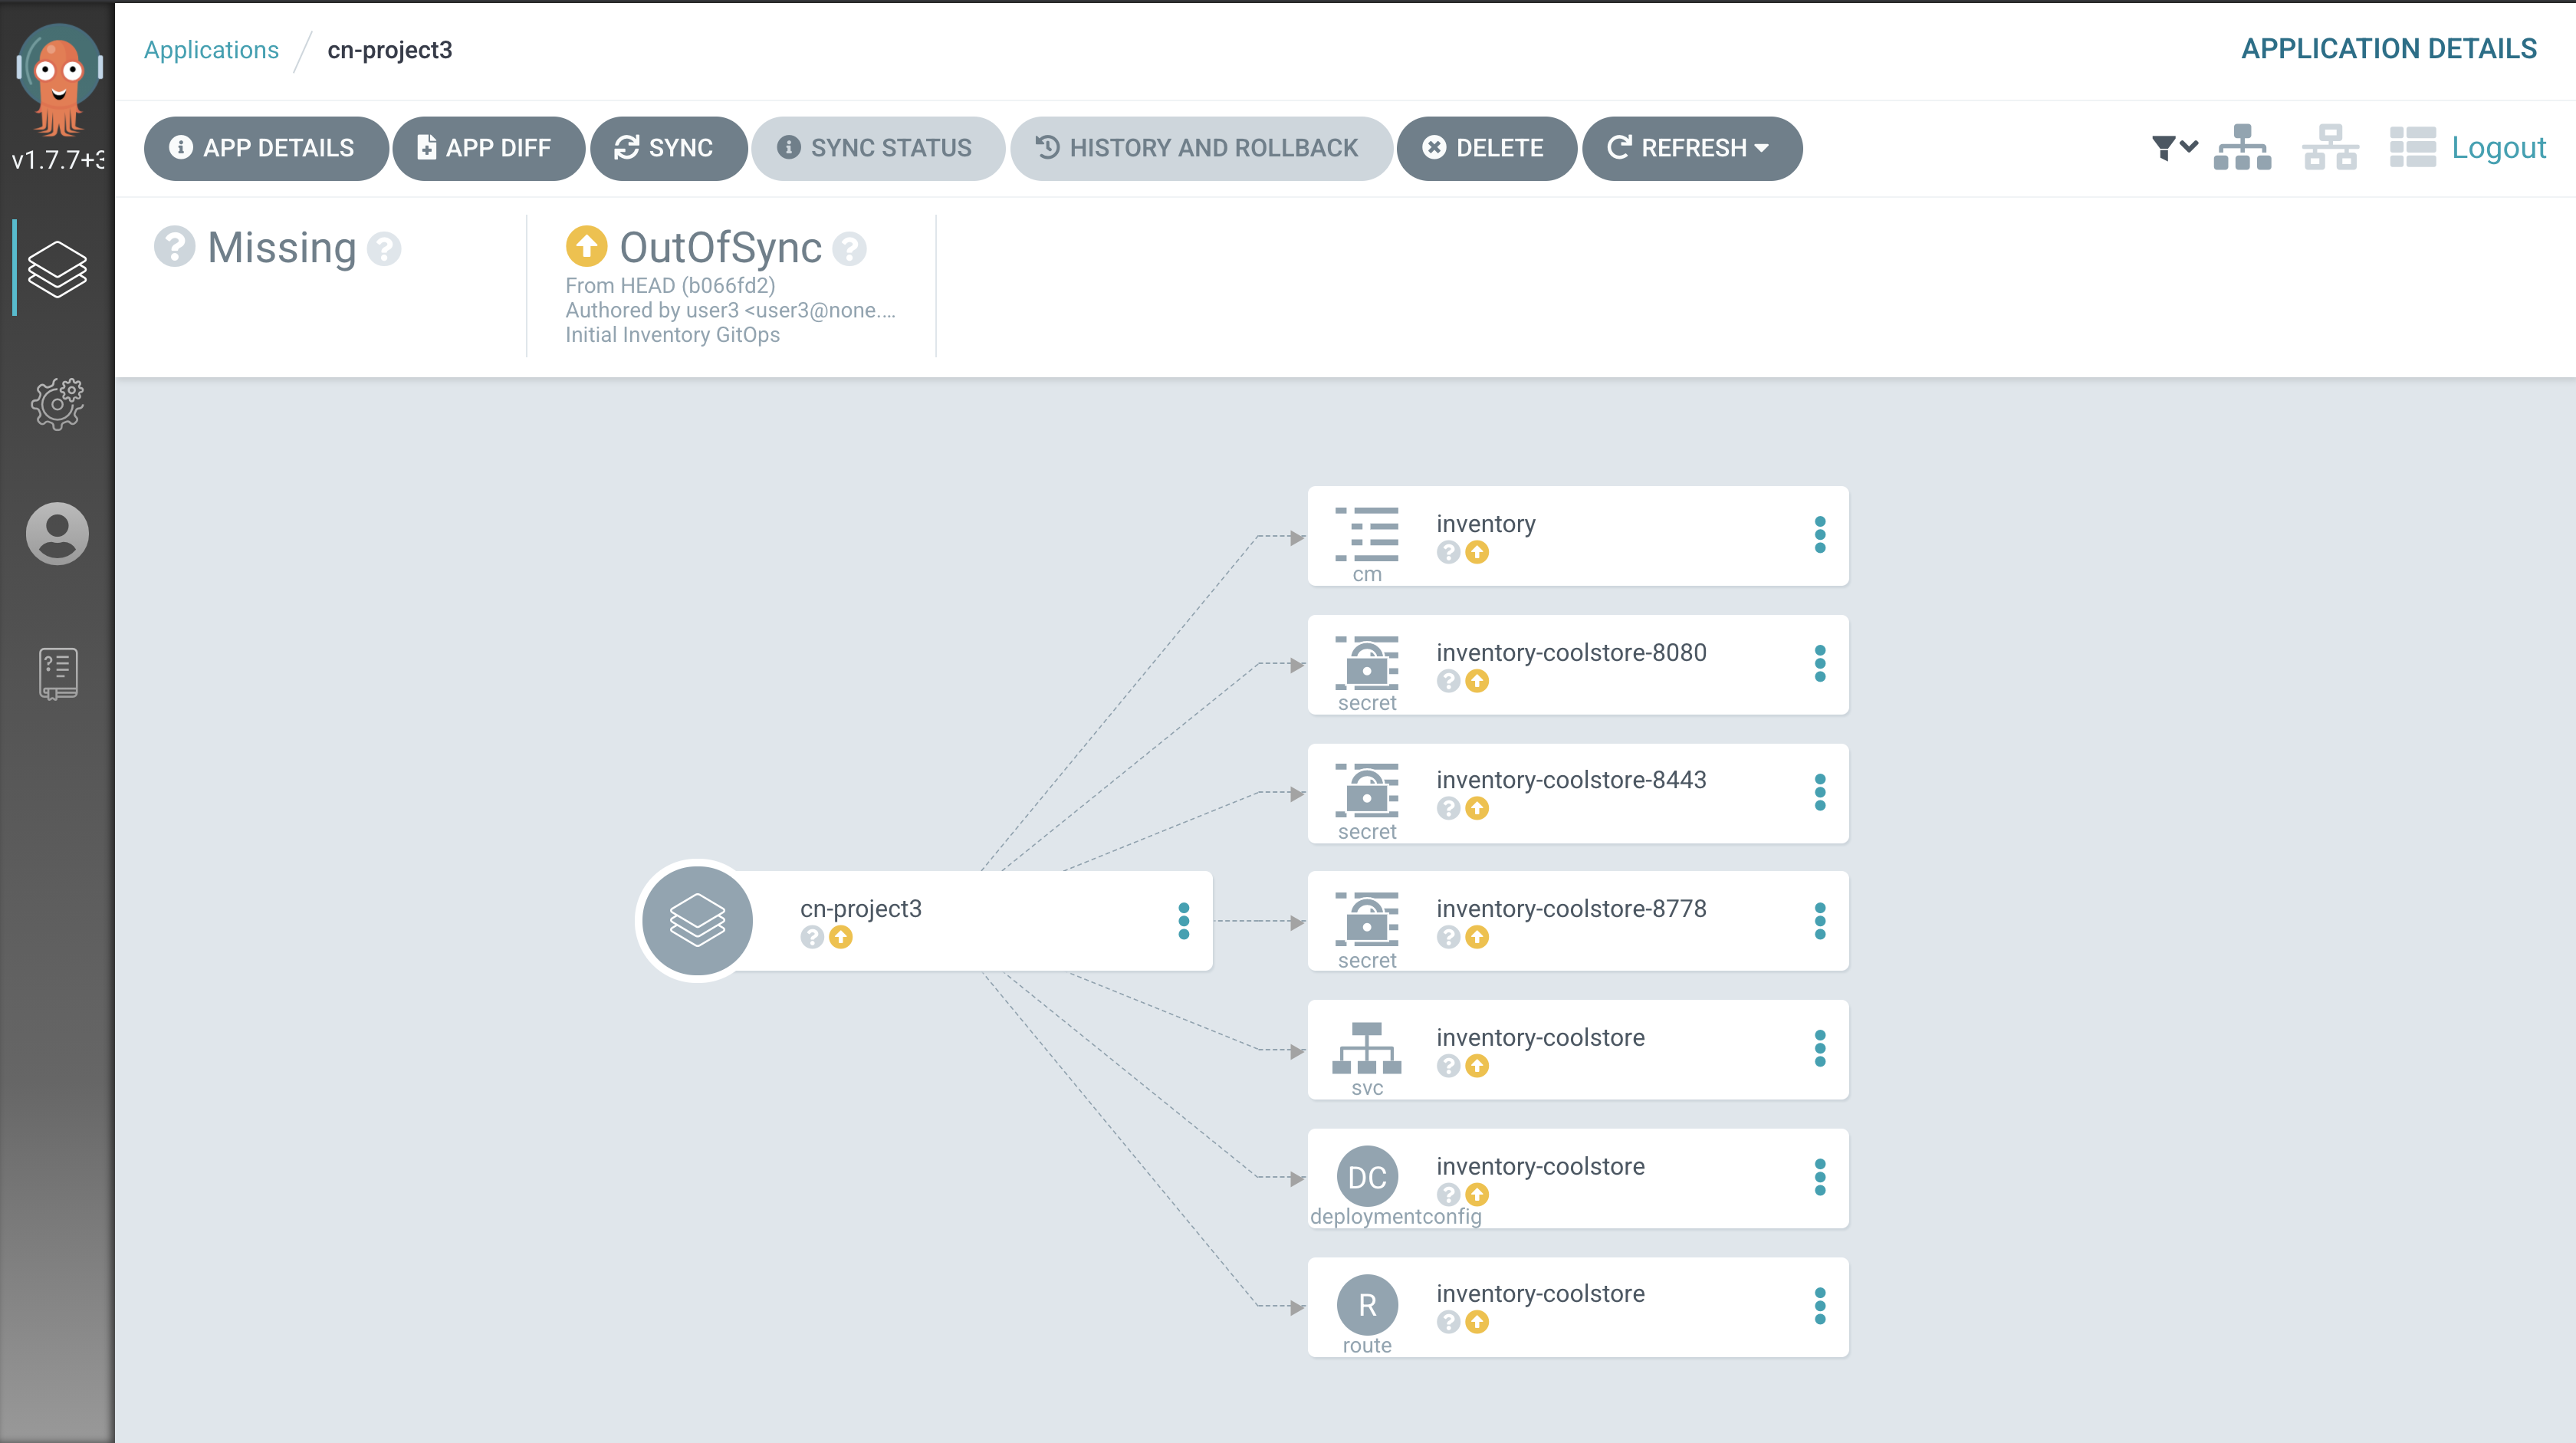 Applications / cn-project3
APPLICATION DETAILS
v1.7.7+3
APP DETAILS
APP DIFF
SYNC
SYNC STATUS
HISTORY AND ROLLBACK
DELETE
REFRESH
Logout
Missing
OutOfSync
From HEAD (b066fd2)
Authored by user3 <user3@none....
Initial Inventory GitOps
inventory
cm
inventory-coolstore-8080
secret
inventory-coolstore-8443
secret
cn-project3
inventory-coolstore-8778
secret
inventory-coolstore
svc
DC
inventory-coolstore
deploymentconfig
R
inventory-coolstore
route